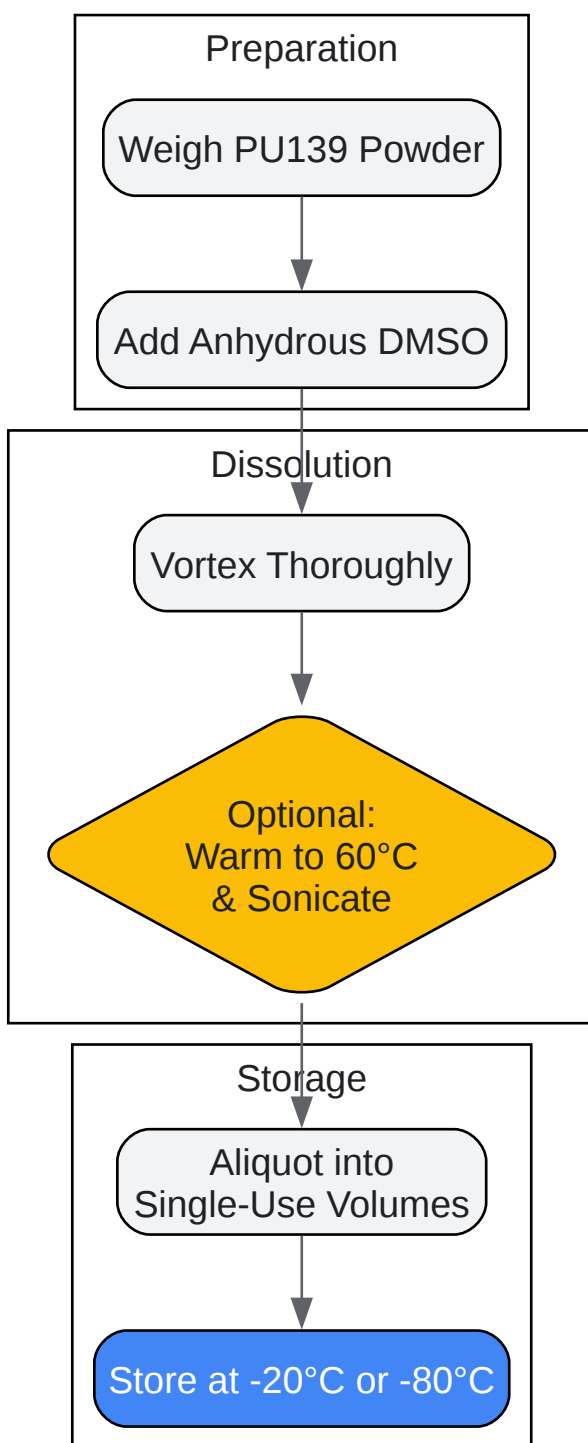 Preparation
Weigh PU139 Powder
Add Anhydrous DMSO
Dissolution
Vortex Thoroughly
Optional:
Warm to 60°C
& Sonicate
Storage
Aliquot into
Single-Use Volumes
Store at -20°C or -80°C